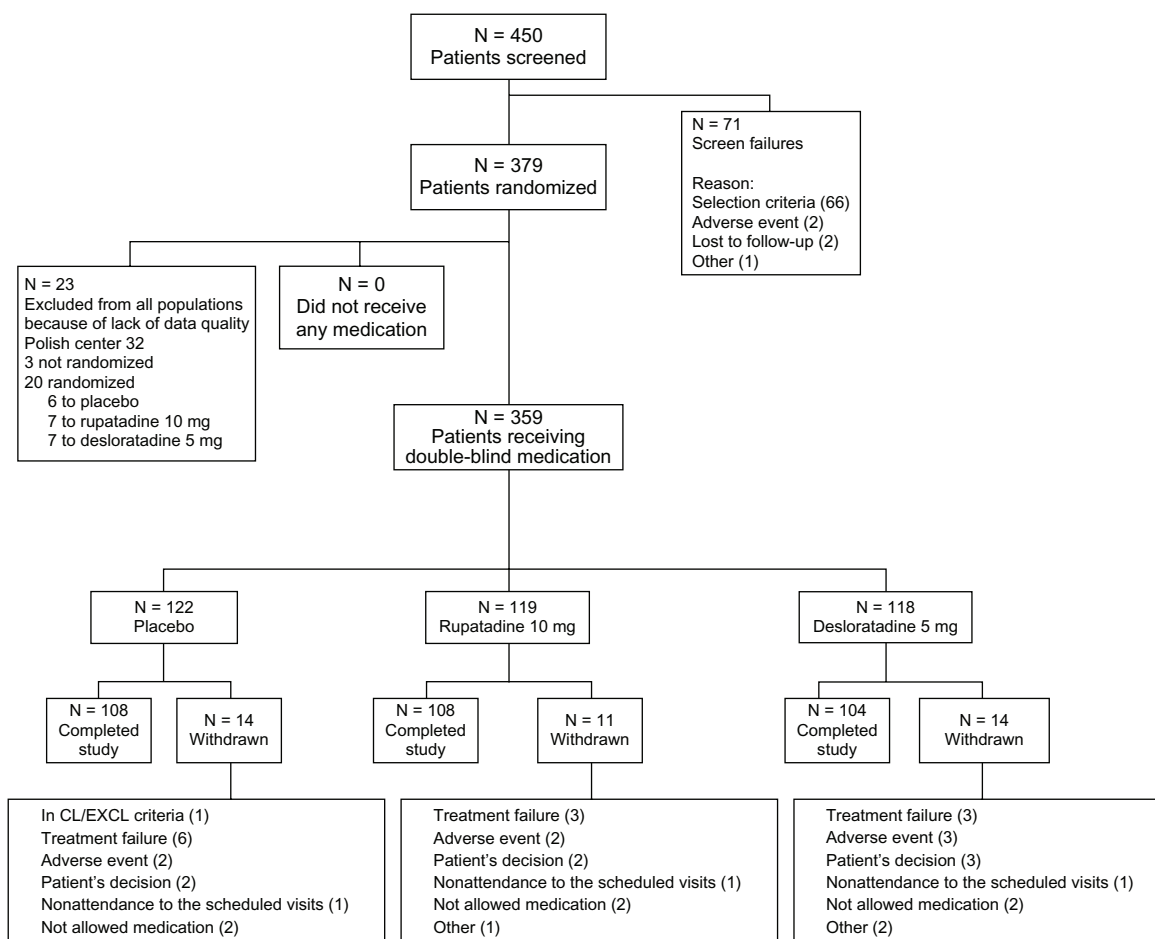 N = 450
Patients screened
N = 71
Screen failures
Reason:
Selection criteria (66)
Adverse event (2)
Lost to follow-up (2)
Other (1)
N = 379
Patients randomized
N = 23
Excluded from all populations
because of lack of data quality
Polish center 32
3 not randomized
20 randomized
6 to placebo
7 to rupatadine 10 mg
7 to desloratadine 5 mg
N = 0
Did not receive
any medication
N = 359
Patients receiving
double-blind medication
N = 122
Placebo
N = 119
Rupatadine 10 mg
N = 118
Desloratadine 5 mg
N = 108
Completed
study
N = 14
Withdrawn
N = 108
Completed
study
N = 11
Withdrawn
N = 104
Completed
study
N = 14
Withdrawn
In CL/EXCL criteria (1)
Treatment failure (6)
Adverse event (2)
Patient's decision (2)
Nonattendance to the scheduled visits (1)
Not allowed medication (2)
Treatment failure (3)
Adverse event (2)
Patient's decision (2)
Nonattendance to the scheduled visits (1)
Not allowed medication (2)
Other (1)
Treatment failure (3)
Adverse event (3)
Patient's decision (3)
Nonattendance to the scheduled visits (1)
Not allowed medication (2)
Other (2)